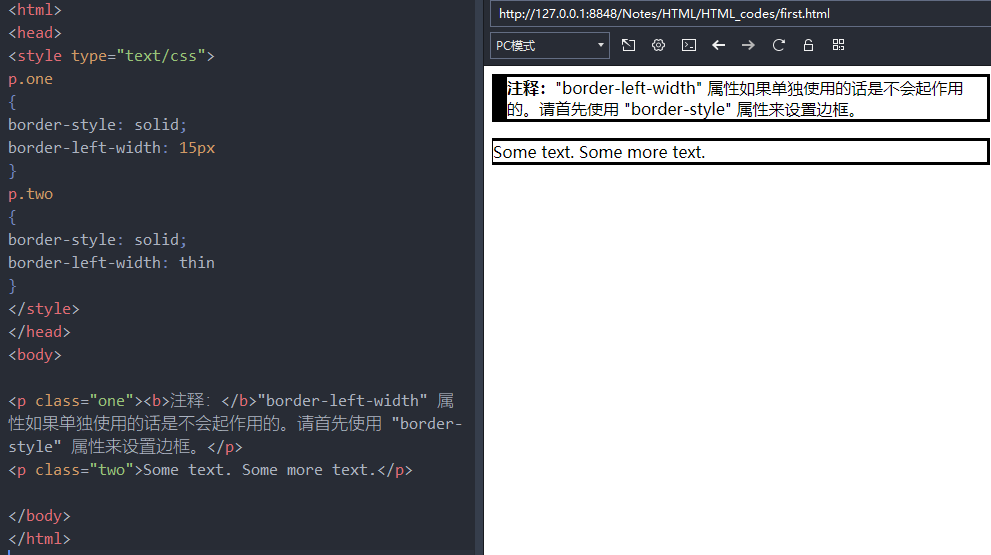 <html>
<head>
<style type="text/css">
p.one
{
border-style: solid;
border-left-width: 15px
}
p.two
{
border-style: solid;
border-left-width: thin
}
</style>
</head>
<body>
<p class="one"><b>注释：</b>"border-left-width" 属
性如果单独使用的话是不会起作用的。请首先使用 "border-
style" 属性来设置边框。</p>
<p class="two">Some text. Some more text.</p>
</body>
</html>
http://127.0.0.1:8848/Notes/HTML/HTML_codes/first.html
PC模式
注释："border-left-width" 属性如果单独使用的话是不会起作用
的。请首先使用 "border-style" 属性来设置边框。
Some text. Some more text.